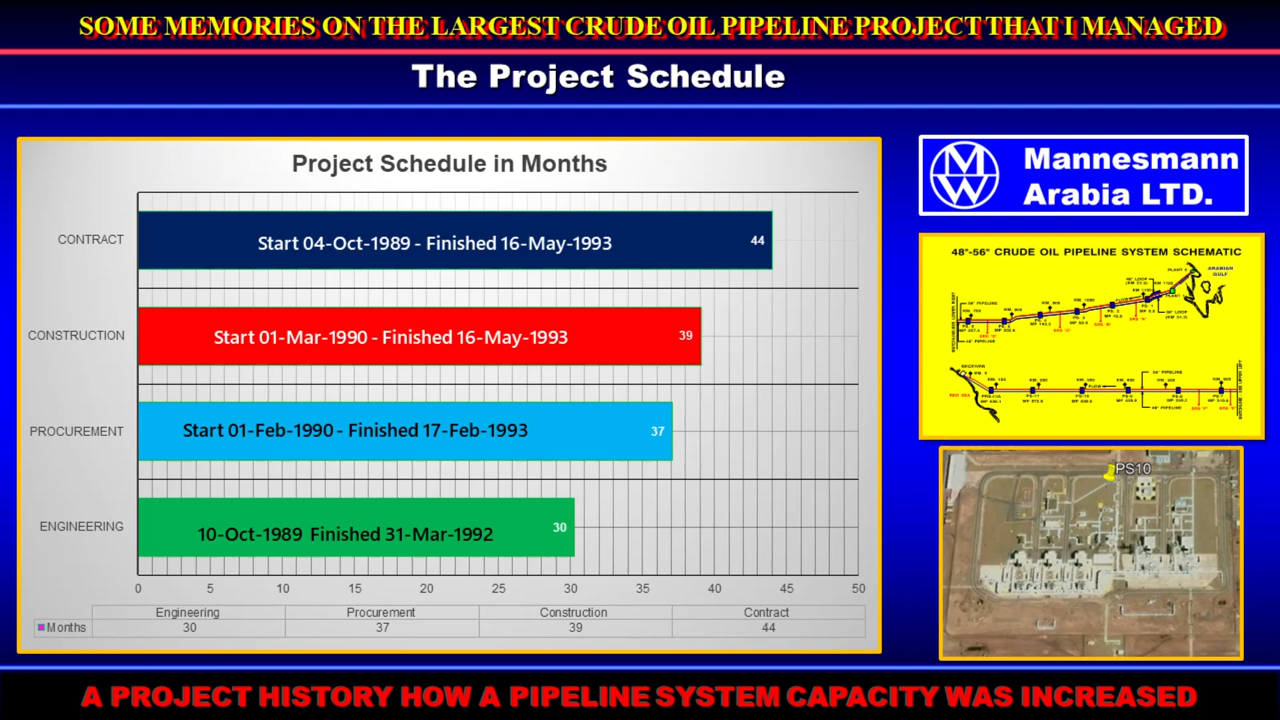 SOME MEMORIES ON THE LARGEST CRUDE OIL PIPELINE PROJECT THAT I MANAGED
The Project Schedule
Project Schedule in Months
CONTRACT
Start 04-Oct-1989 - Finished 16-May-1993
44
CONSTRUCTION
Start 01-Mar-1990 - Finished 16-May-1993
39
PROCUREMENT
Start 01-Feb-1990 - Finished 17-Feb-1993
37
ENGINEERING
10-Oct-1989 Finished 31-Mar-1992
30
0 5 10 15 20 25 30 35 40 45 50
Engineering Procurement Construction Contract
Months 30 37 39 44
MW
Mannesmann
Arabia LTD.
48"-56" CRUDE OIL PIPELINE SYSTEM SCHEMATIC
ARABIAN
GULF
RED SEA
PS10
A PROJECT HISTORY HOW A PIPELINE SYSTEM CAPACITY WAS INCREASED